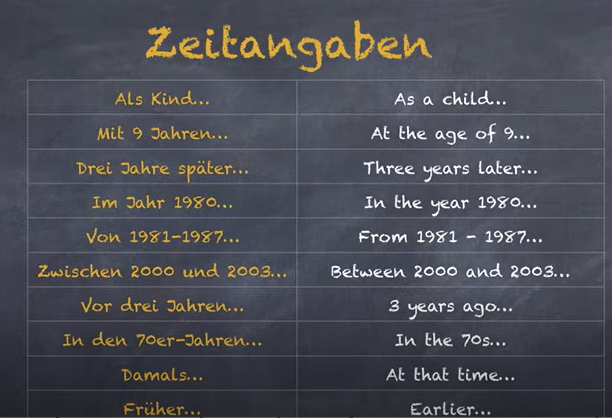 Zeitangaben
Als Kind... As a child...
Mit 9 Jahren... At the age of 9...
Drei Jahre später... Three years later...
Im Jahr 1980... In the year 1980...
Von 1981-1987... From 1981 - 1987...
Zwischen 2000 und 2003... Between 2000 and 2003...
Vor drei Jahren... 3 years ago...
In den 70er-Jahren... In the 70s...
Damals... At that time...
Früher... Earlier...